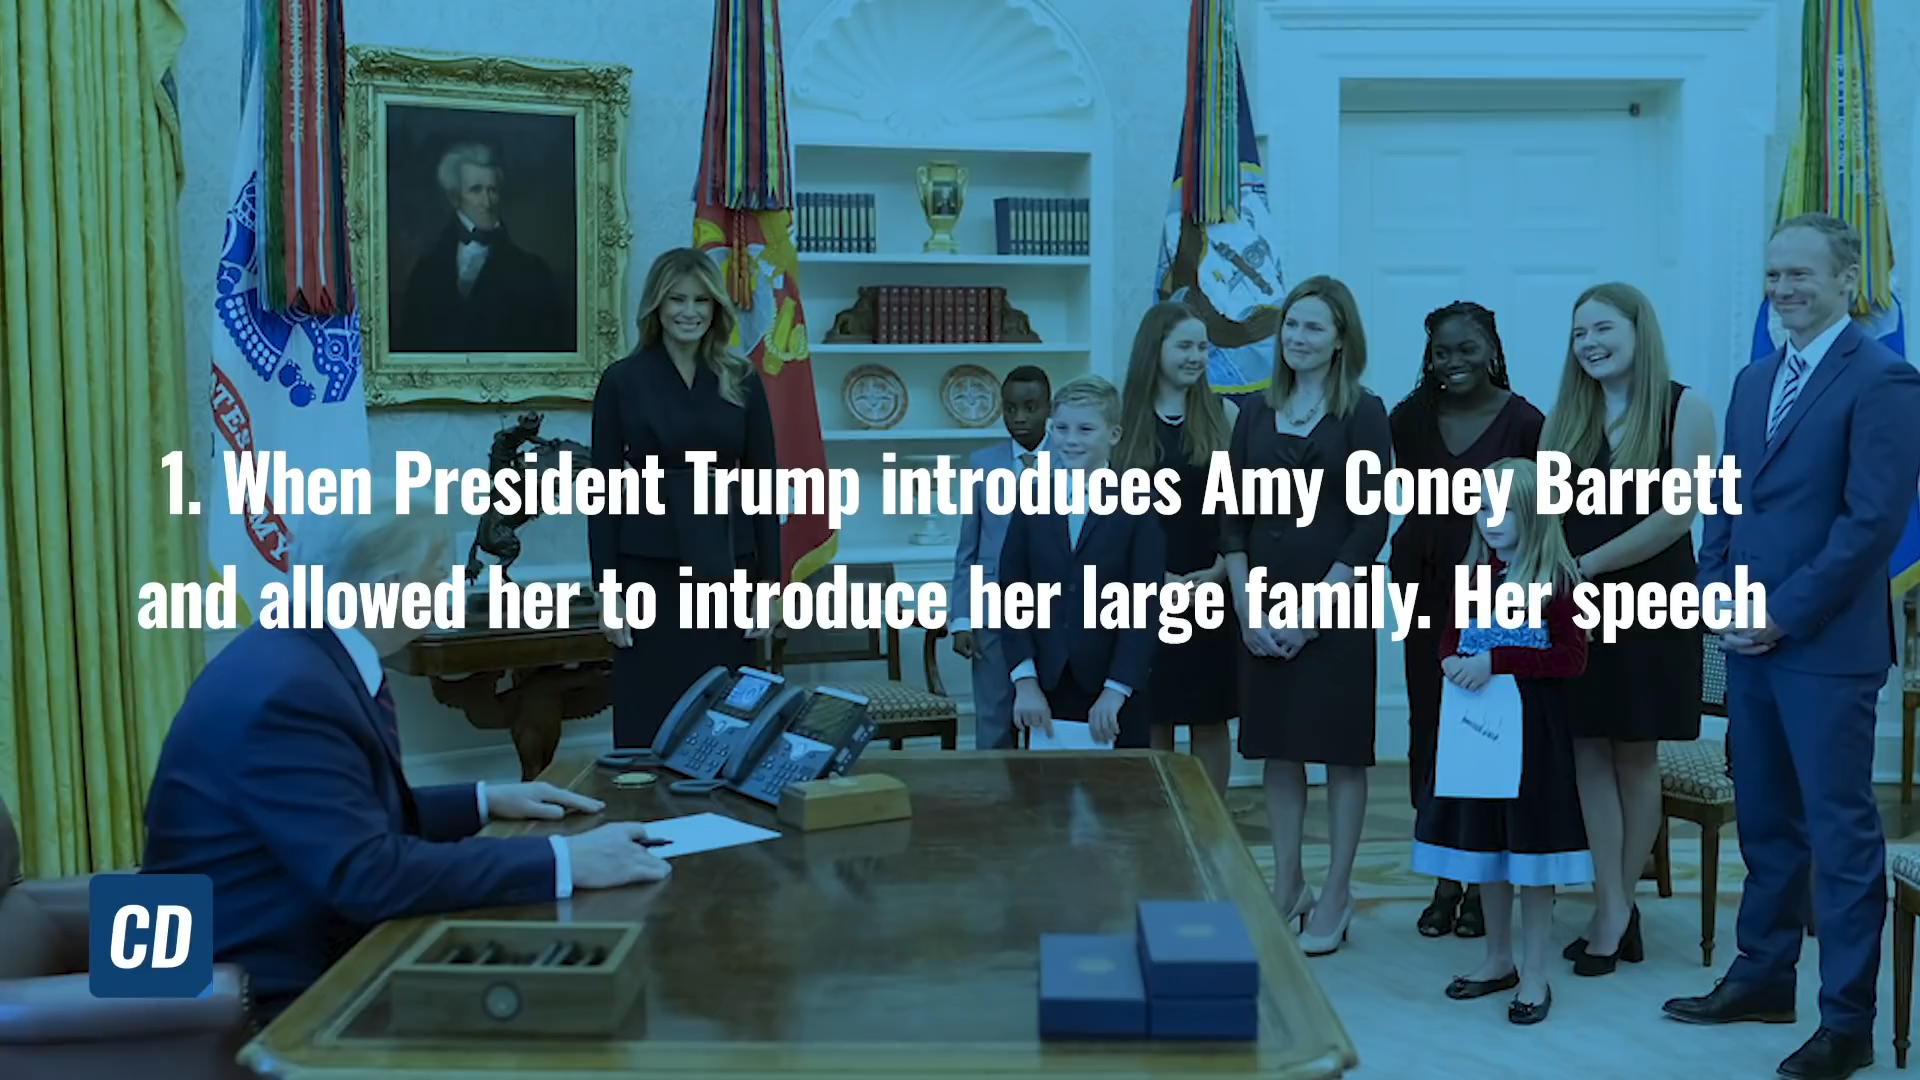 1. When President Trump introduces Amy Coney Barrett
and allowed her to introduce her large family. Her speech
CD